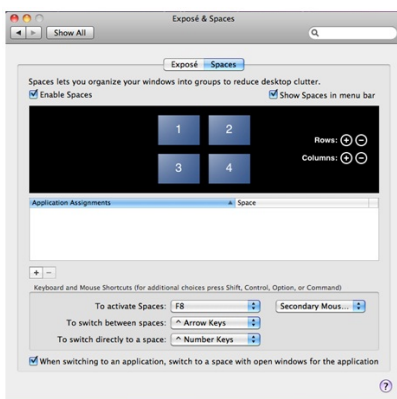 Exposé & Spaces
Show All
Exposé Spaces
Spaces lets you organize your windows into groups to reduce desktop clutter.
Enable Spaces Show Spaces in menu bar
1 2
Rows:
3 4
Columns:
Application Assignments Space
Keyboard and Mouse Shortcuts (for additional choices press Shift, Control, Option, or Command)
To activate Spaces: F8 Secondary Mous...
To switch between spaces: ^ Arrow Keys
To switch directly to a space: ^ Number Keys
When switching to an application, switch to a space with open windows for the application